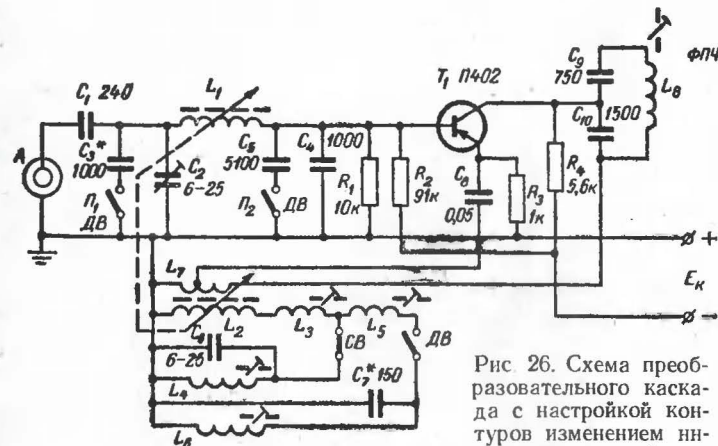 C₁ 240
L₁
T₁ П402
C₉
750
ФПЧ
L₈
C₁₀
1500
A
C₃*
1000
П₁
ДВ
C₂
6-25
C₅
5100
П₂ ДВ
C₄
1000
R₁
10к
R₂
91к
C₈
0,05
R₃
1к
R₄
5,6к
+
Eк
−
L₇
L₂
L₃
L₅
СВ
ДВ
6-25
C₇* 150
L₄
L₆
Рис. 26. Схема преоб-
разовательного каска-
да с настройкой кон-
туров изменением ин-